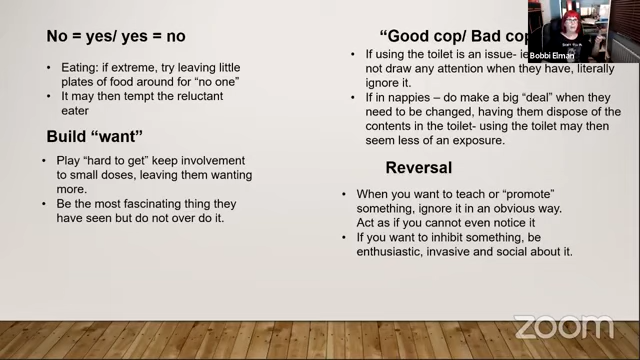 No = yes/ yes = no
• Eating: if extreme, try leaving little
plates of food around for “no one”
• It may then tempt the reluctant
eater
Build “want”
• Play “hard to get” keep involvement
to small doses, leaving them wanting
more.
• Be the most fascinating thing they
have seen but do not over do it.
“Good cop/ Bad cop
• If using the toilet is an issue-
not draw any attention when they have, literally
ignore it.
• If in nappies – do make a big “deal” when they
need to be changed, having them dispose of the
contents in the toilet- using the toilet may then
seem less of an exposure.
Reversal
• When you want to teach or “promote”
something, ignore it in an obvious way.
Act as if you cannot even notice it
• If you want to inhibit something, be
enthusiastic, invasive and social about it.
Bobbi Elman
zoom